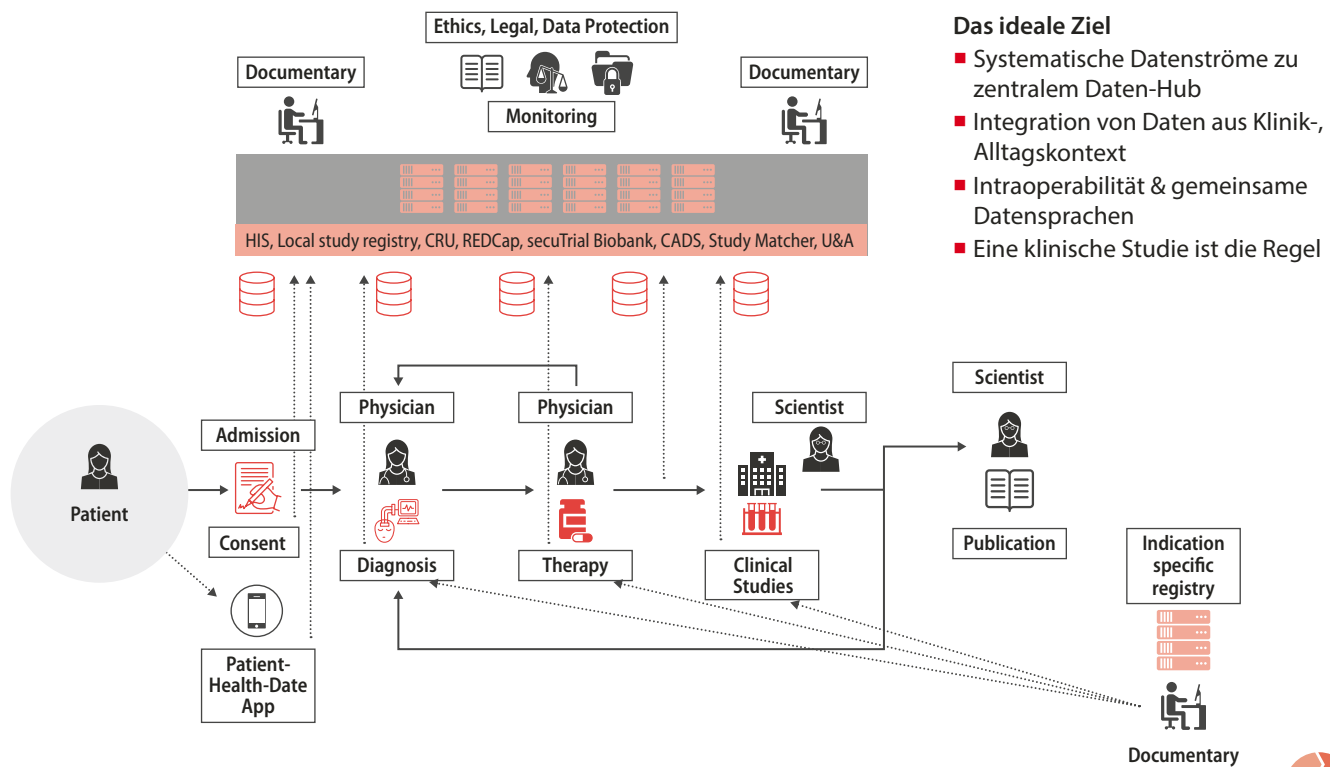 Ethics, Legal, Data Protection
Documentary
Documentary
Monitoring
HIS, Local study registry, CRU, REDCap, secuTrial Biobank, CADS, Study Matcher, U&A
Das ideale Ziel
Systematische Datenströme zu
zentralem Daten-Hub
Integration von Daten aus Klinik-,
Alltagskontext
Intraoperabilität & gemeinsame
Datensprachen
Eine klinische Studie ist die Regel
Patient
Admission
Consent
Patient-
Health-Date
App
Physician
Diagnosis
Physician
Therapy
Scientist
Clinical
Studies
Scientist
Publication
Indication
specific
registry
Documentary